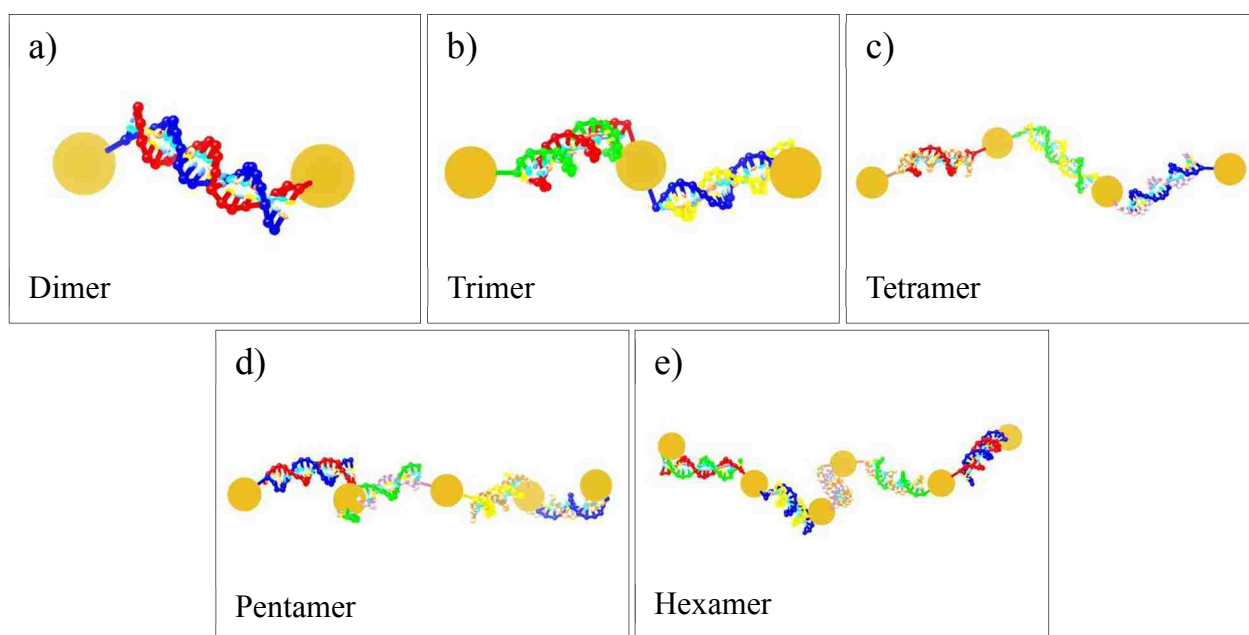 a)
Dimer
b)
Trimer
c)
Tetramer
d)
Pentamer
e)
Hexamer